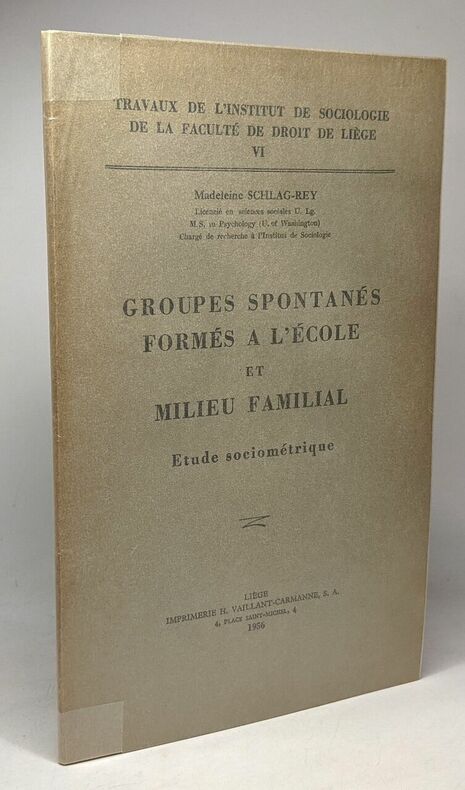 TRAVAUX DE L'INSTITUT DE SOCIOLOGIE
DE LA FACULTÉ DE DROIT DE LIÈGE
VI
Madeleine SCHLAG-REY
Licencié en sciences sociales U. Lg.
M. S. in Psychology (U. of Washington)
Chargé de recherche à l'Institut de Sociologie
GROUPES SPONTANÉS
FORMÉS A L'ÉCOLE
ET
MILIEU FAMILIAL
Etude sociométrique
LIÈGE
IMPRIMERIE H. VAILLANT-CARMANNE, S. A.
4, PLACE SAINT-MICHEL, 4
1956